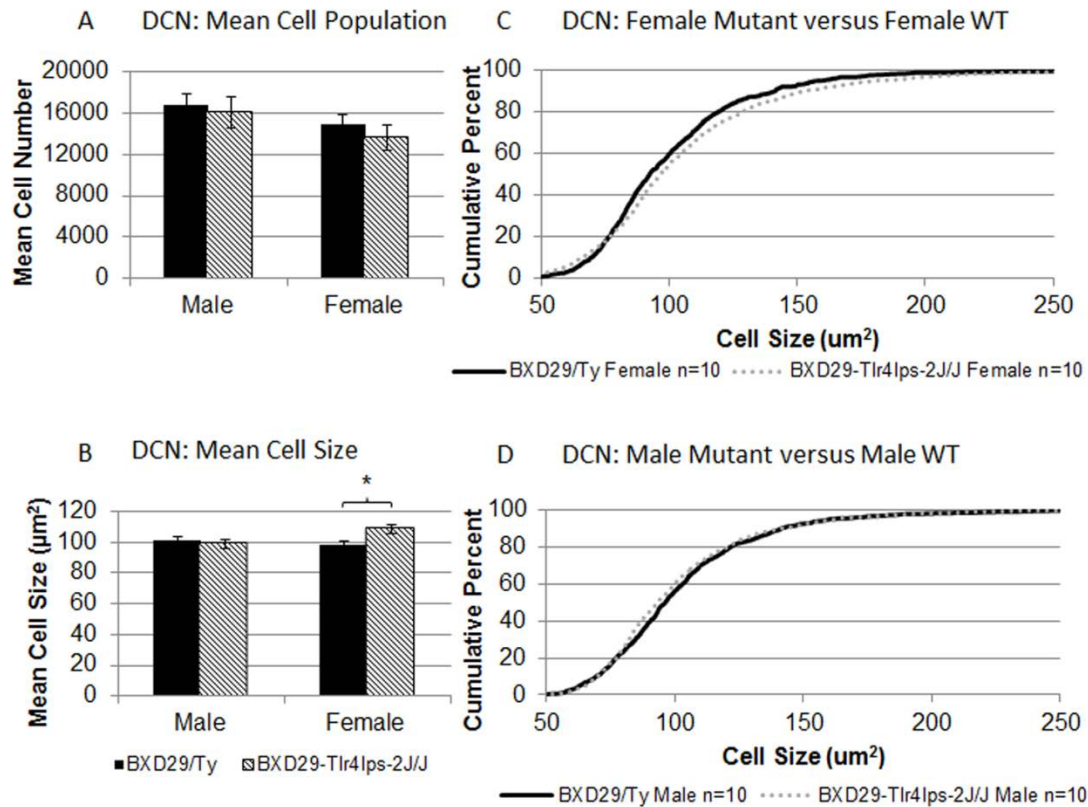 A DCN: Mean Cell Population
Mean Cell Number
20000
16000
12000
8000
4000
0
Male Female
C DCN: Female Mutant versus Female WT
Cumulative Percent
100
80
60
40
20
0
50 100 150 200 250
Cell Size (um²)
BXD29/Ty Female n=10 BXD29-Tlr4lps-2J/J Female n=10
B DCN: Mean Cell Size
Mean Cell Size (µm²)
120
100
80
60
40
20
0
*
Male Female
BXD29/Ty BXD29-Tlr4lps-2J/J
D DCN: Male Mutant versus Male WT
Cumulative Percent
100
80
60
40
20
0
50 100 150 200 250
Cell Size (um²)
BXD29/Ty Male n=10 BXD29-Tlr4lps-2J/J Male n=10